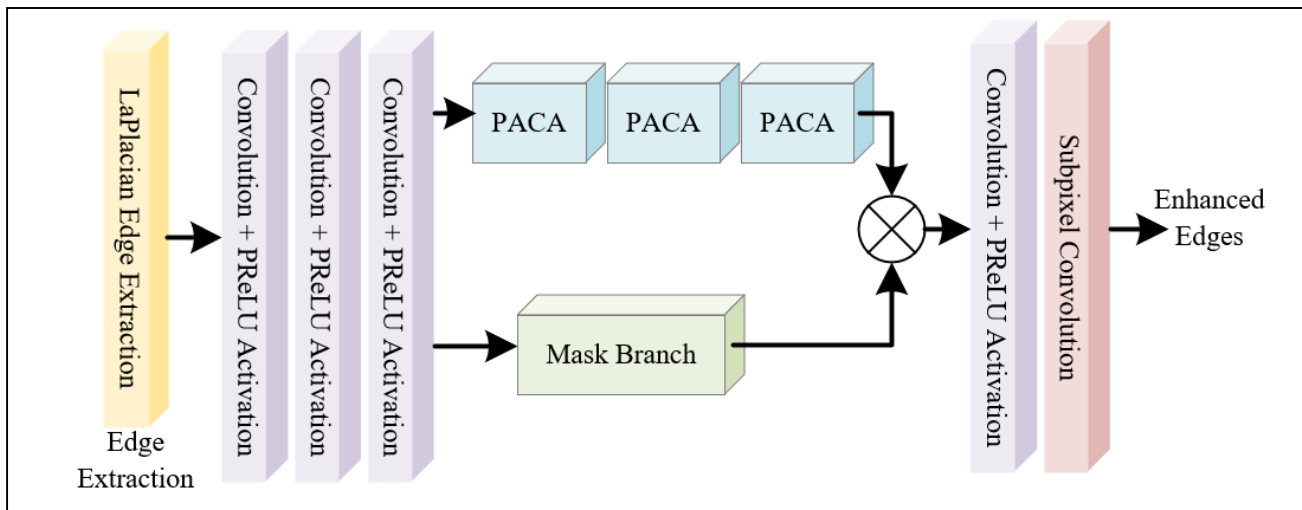 LaPlacian Edge Extraction
Edge
Extraction
Convolution + PReLU Activation
Convolution + PReLU Activation
Convolution + PReLU Activation
PACA
PACA
PACA
Mask Branch
Convolution + PReLU Activation
Subpixel Convolution
Enhanced
Edges